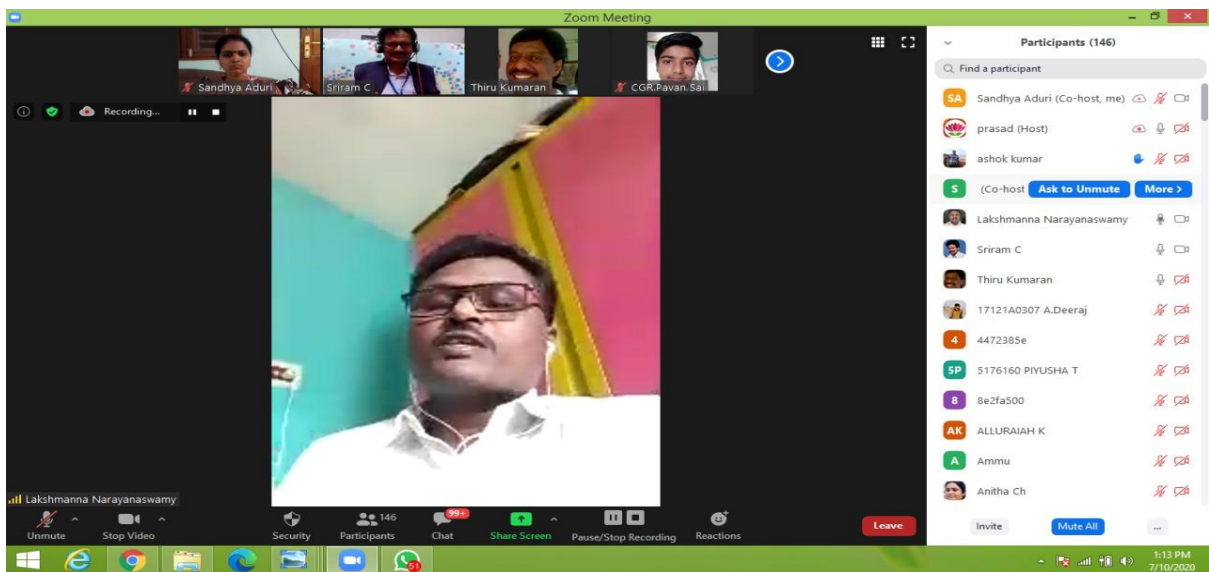 Zoom Meeting
Sandhya Aduri
Sriram C
Thiru Kumaran
CGR.Pavan. Sai
Recording...
Lakshmanna Narayanaswamy
Unmute
Stop Video
Security
146
Participants
99+
Chat
Share Screen
Pause/Stop Recording
Reactions
Leave
Participants (146)
Find a participant
SA Sandhya Aduri (Co-host, me)
prasad (Host)
ashok kumar
S (Co-host Ask to Unmute More >
Lakshmanna Narayanaswamy
Sriram C
Thiru Kumaran
17121A0307 A.Deeraj
4 4472385e
SP 5176160 PIYUSHA T
8 8e2fa500
AK ALLURAIAH K
A Ammu
Anitha Ch
Invite Mute All ...
51
1:13 PM
7/10/2020